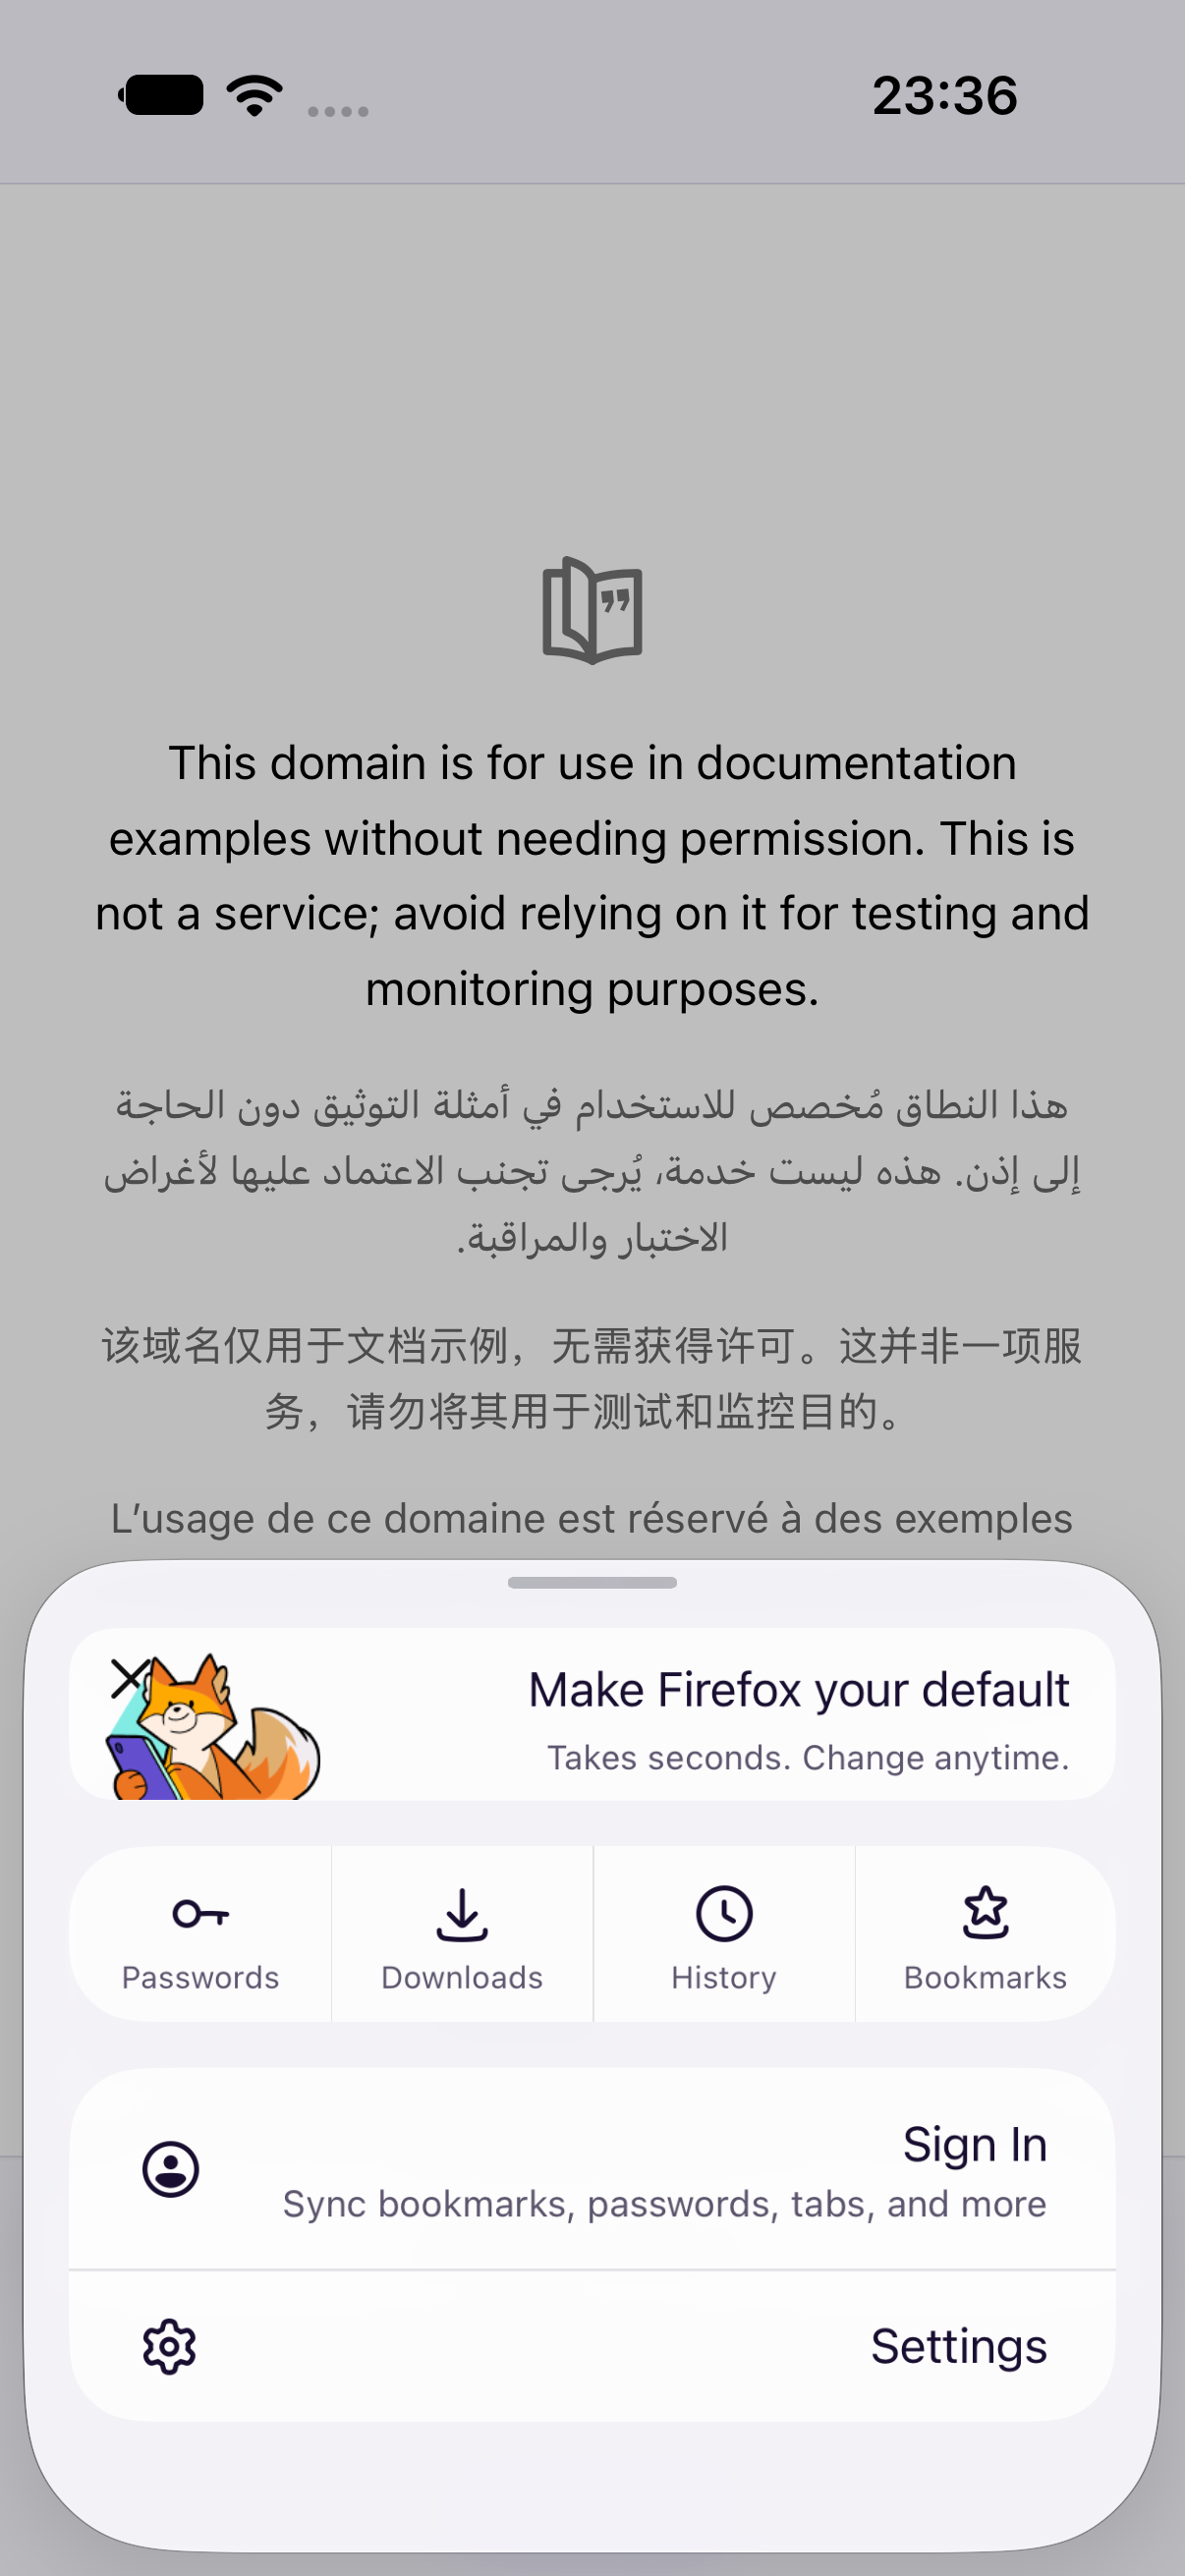 23:36
This domain is for use in documentation
examples without needing permission. This is
not a service; avoid relying on it for testing and
monitoring purposes.
هذا النطاق مُخصص للاستخدام في أمثلة التوثيق دون الحاجة
إلى إذن. هذه ليست خدمة، يُرجى تجنب الاعتماد عليها لأغراض
الاختبار والمراقبة.
该域名仅用于文档示例，无需获得许可。这并非一项服
务，请勿将其用于测试和监控目的。
L’usage de ce domaine est réservé à des exemples
Make Firefox your default
Takes seconds. Change anytime.
Passwords
Downloads
History
Bookmarks
Sign In
Sync bookmarks, passwords, tabs, and more
Settings